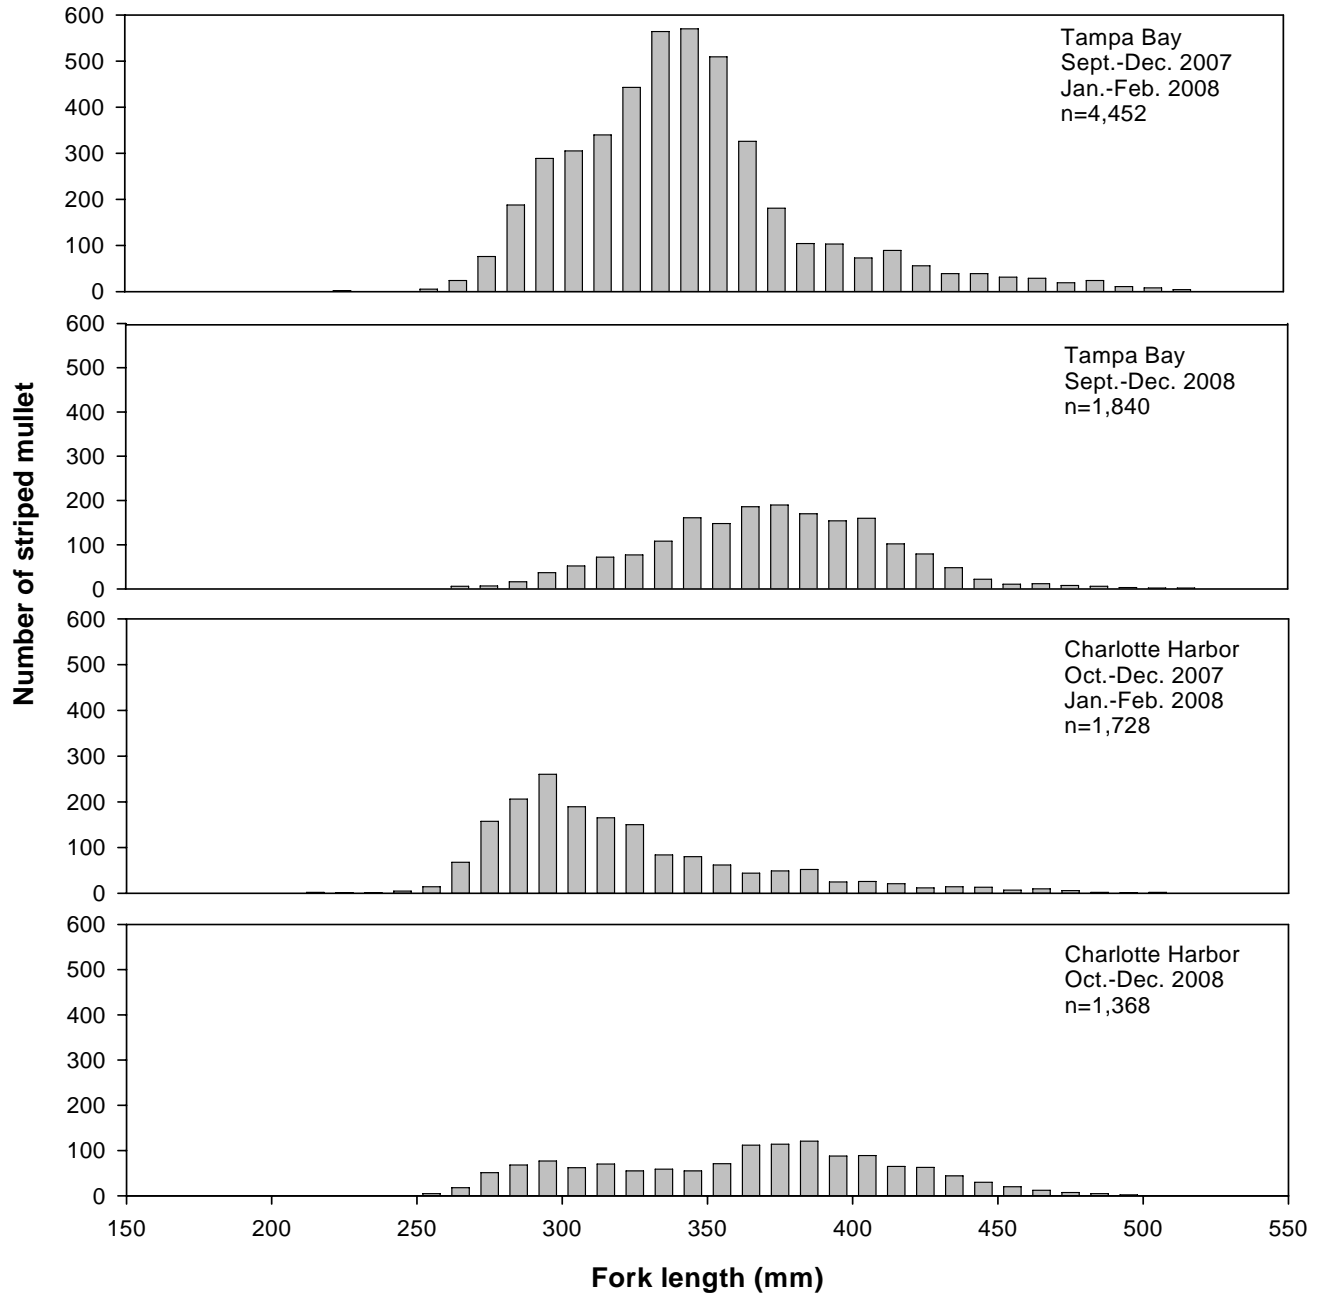 600
500
400
300
200
100
0
Tampa Bay
Sept.-Dec. 2007
Jan.-Feb. 2008
n=4,452
600
500
400
300
200
100
0
Tampa Bay
Sept.-Dec. 2008
n=1,840
Number of striped mullet
600
500
400
300
200
100
0
Charlotte Harbor
Oct.-Dec. 2007
Jan.-Feb. 2008
n=1,728
600
500
400
300
200
100
0
Charlotte Harbor
Oct.-Dec. 2008
n=1,368
150 200 250 300 350 400 450 500 550
Fork length (mm)